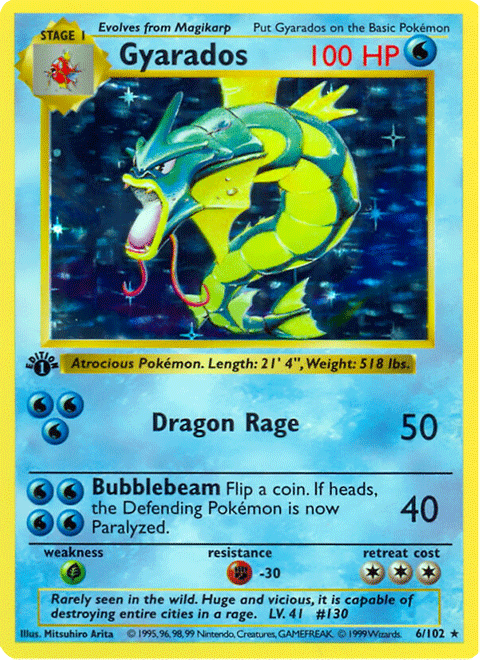 Evolves from Magikarp Put Gyarados on the Basic Pokémon
STAGE 1
Gyarados 100 HP
EDITION
1
Atrocious Pokémon. Length: 21' 4", Weight: 518 lbs.
Dragon Rage 50
Bubblebeam Flip a coin. If heads,
the Defending Pokémon is now
Paralyzed.
40
weakness resistance retreat cost
-30
Rarely seen in the wild. Huge and vicious, it is capable of
destroying entire cities in a rage. LV. 41 #130
Illus. Mitsuhiro Arita © 1995, 96, 98, 99 Nintendo, Creatures, GAMEFREAK. © 1999 Wizards. 6/102 ★